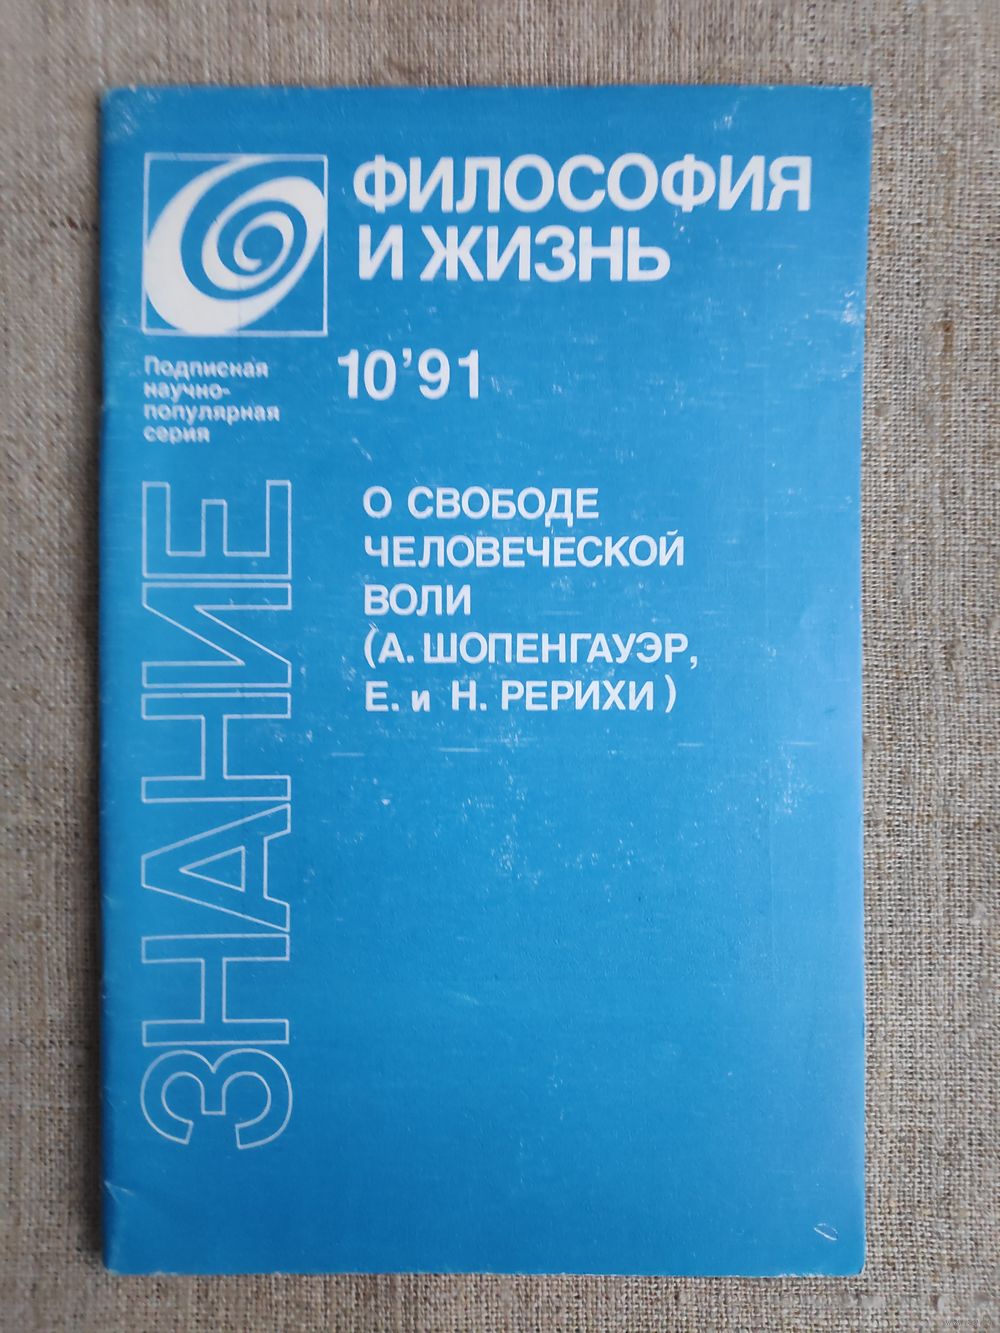 ФИЛОСОФИЯ
И ЖИЗНЬ
10'91
Подписная
научно-
популярная
серия
ЗНАНИЕ
О СВОБОДЕ
ЧЕЛОВЕЧЕСКОЙ
ВОЛИ
(А. ШОПЕНГАУЭР,
Е. и Н. РЕРИХИ)